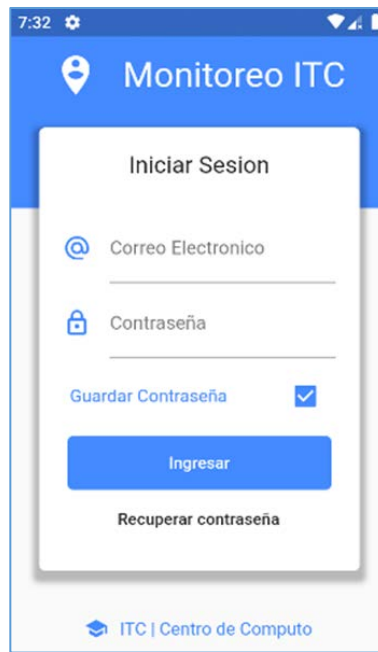 7:32
Monitoreo ITC
Iniciar Sesion
Correo Electronico
Contraseña
Guardar Contraseña
Ingresar
Recuperar contraseña
ITC | Centro de Computo